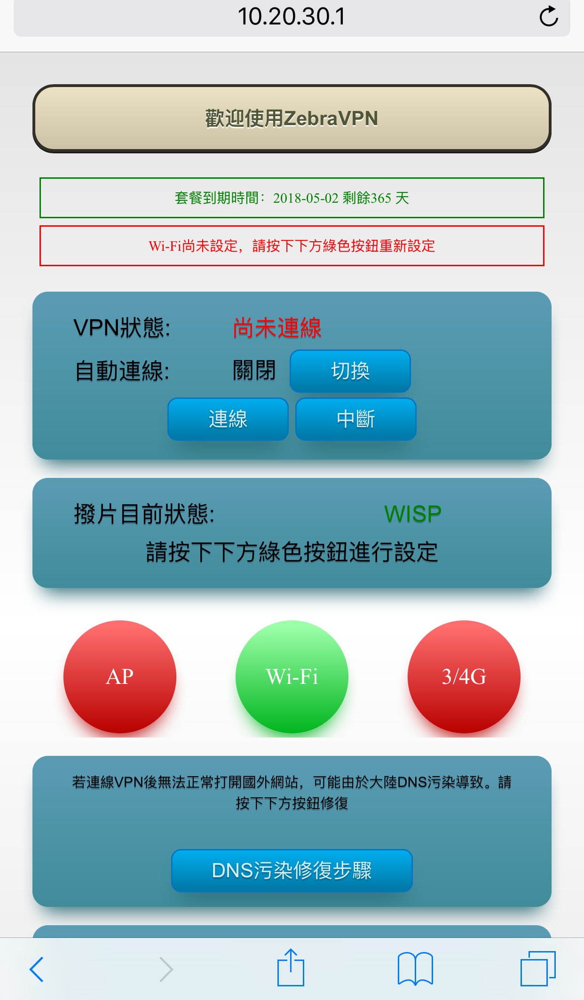 10.20.30.1
歡迎使用ZebraVPN
套餐到期時間：2018-05-02 剩餘365 天
Wi-Fi尚未設定，請按下下方綠色按鈕重新設定
VPN狀態: 尚未連線
自動連線: 關閉 切換
連線 中斷
撥片目前狀態: WISP
請按下下方綠色按鈕進行設定
AP Wi-Fi 3/4G
若連線VPN後無法正常打開國外網站，可能由於大陸DNS污染導致。請
按下下方按鈕修復
DNS污染修復步驟